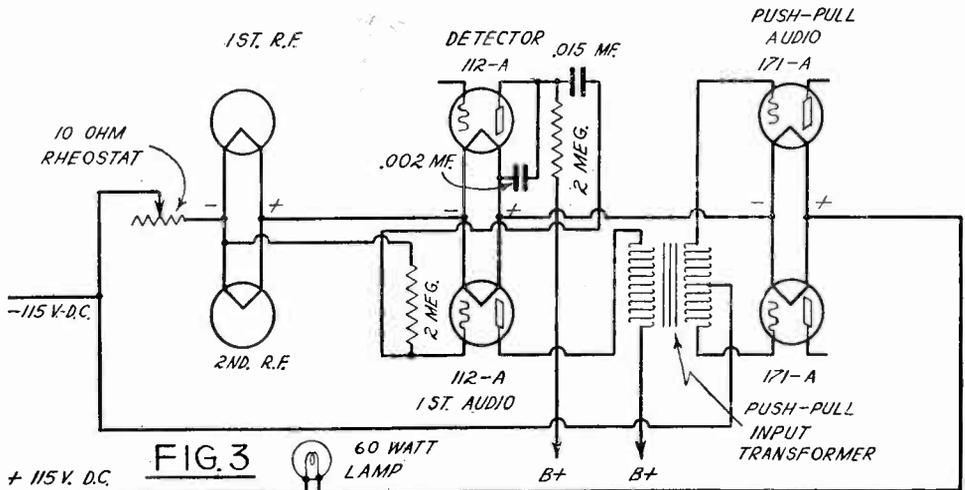 1ST. R.F.
DETECTOR
112-A
.015 MF.
PUSH-PULL
AUDIO
171-A
10 OHM
RHEOSTAT
.002 MF.
2 MEG.
- +
- +
- +
2 MEG.
-115 V-D.C.
2ND. R.F.
112-A
1ST. AUDIO
171-A
PUSH-PULL
INPUT
TRANSFORMER
FIG. 3
60 WATT
LAMP
B+ B+
+ 115 V. D.C.